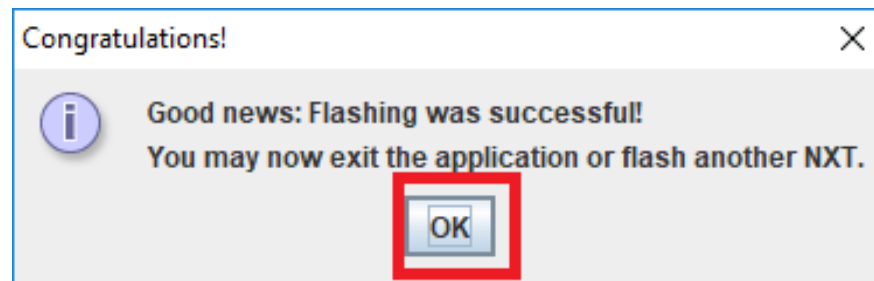 Congratulations!
Good news: Flashing was successful!
You may now exit the application or flash another NXT.
OK